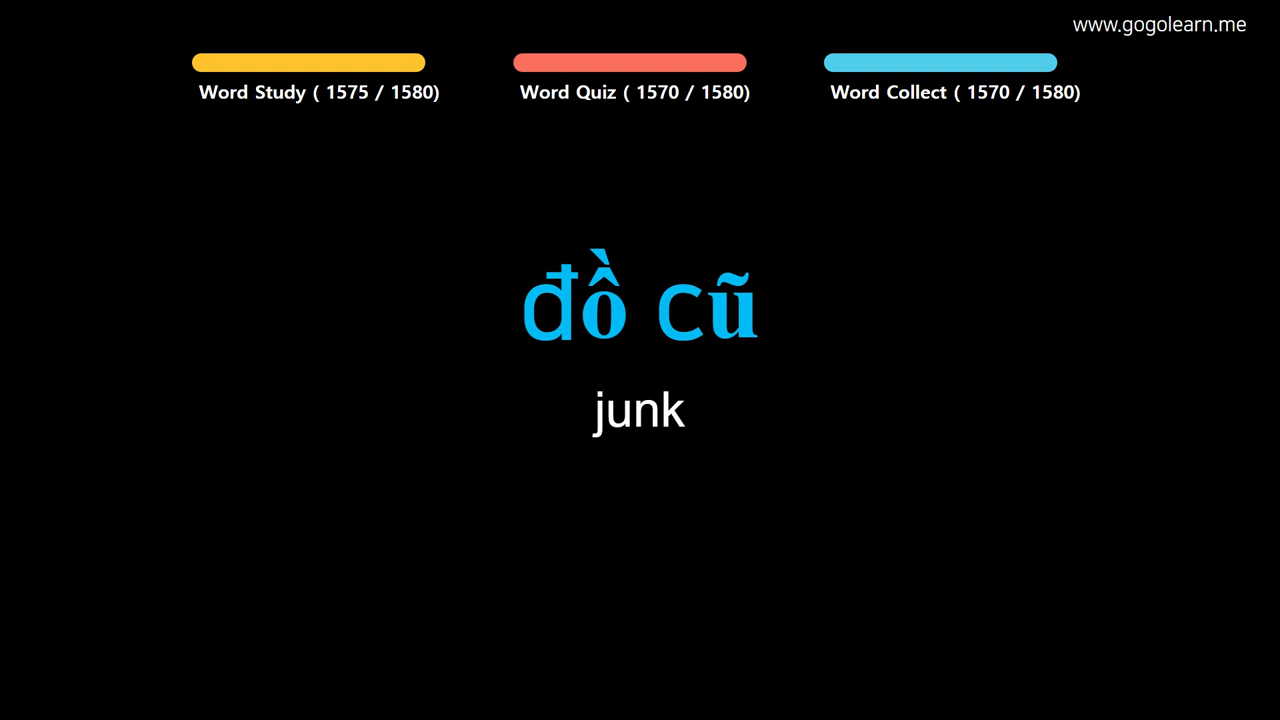 www.gogolearn.me
Word Study ( 1575 / 1580)
Word Quiz ( 1570 / 1580)
Word Collect ( 1570 / 1580)
đồ cũ
junk